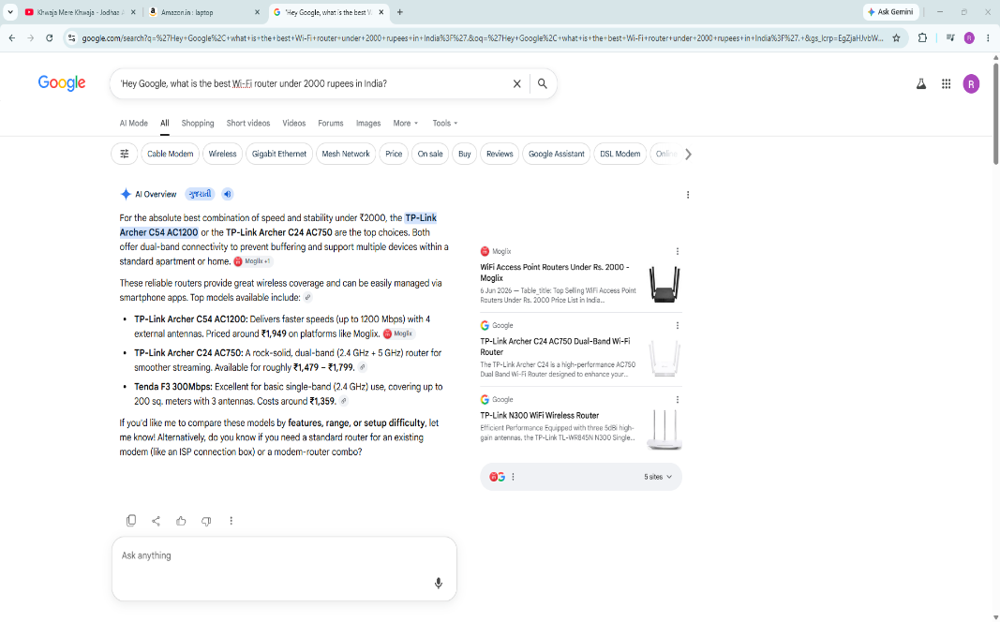 Khwaja Mere Khwaja - Jodhaa A
Amazon.in : laptop
'Hey Google, what is the best W
Ask Gemini
google.com/search?q=%27Hey+Google%2C+what+is+the+best+Wi-Fi+router+under+2000+rupees+in+India%3F%27.&oq=%27Hey+Google%2C+what+is+the+best+Wi-Fi+router+under+2000+rupees+in+India%3F%27.+&gs_lcrp=EgZjaHJvbW...
R
Google
'Hey Google, what is the best Wi-Fi router under 2000 rupees in India?
R
AI Mode All Shopping Short videos Videos Forums Images More Tools
Cable Modem Wireless Gigabit Ethernet Mesh Network Price On sale Buy Reviews Google Assistant DSL Modem Online
AI Overview ગુજરાતી
For the absolute best combination of speed and stability under ₹2000, the TP-Link
Archer C54 AC1200 or the TP-Link Archer C24 AC750 are the top choices. Both
offer dual-band connectivity to prevent buffering and support multiple devices within a
standard apartment or home. Moglix +1
These reliable routers provide great wireless coverage and can be easily managed via
smartphone apps. Top models available include:
• TP-Link Archer C54 AC1200: Delivers faster speeds (up to 1200 Mbps) with 4
external antennas. Priced around ₹1,949 on platforms like Moglix. Moglix
• TP-Link Archer C24 AC750: A rock-solid, dual-band (2.4 GHz + 5 GHz) router for
smoother streaming. Available for roughly ₹1,479 – ₹1,799.
• Tenda F3 300Mbps: Excellent for basic single-band (2.4 GHz) use, covering up to
200 sq. meters with 3 antennas. Costs around ₹1,359.
If you'd like me to compare these models by features, range, or setup difficulty, let
me know! Alternatively, do you know if you need a standard router for an existing
modem (like an ISP connection box) or a modem-router combo?
Moglix
WiFi Access Point Routers Under Rs. 2000 -
Moglix
6 Jun 2026 — Table_title: Top Selling WiFi Access Point
Routers Under Rs. 2000 Price List in India...
Google
TP-Link Archer C24 AC750 Dual-Band Wi-Fi
Router
The TP-Link Archer C24 is a high-performance AC750
Dual Band Wi-Fi Router designed to enhance your...
Google
TP-Link N300 WiFi Wireless Router
Efficient Performance Equipped with three 5dBi high-
gain antennas, the TP-Link TL-WR845N N300 Single...
5 sites
Ask anything